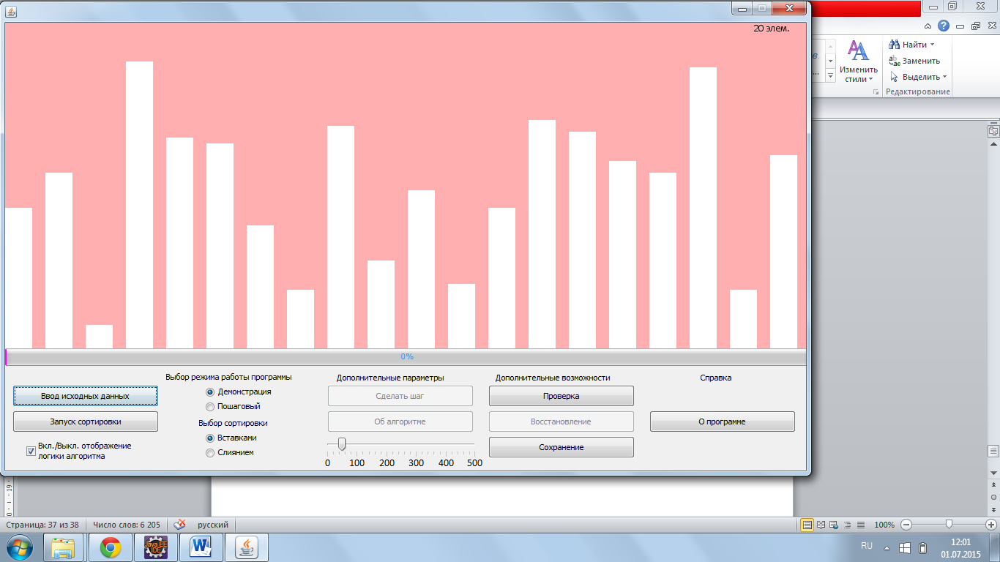 20 элем.
Найти
Заменить
Выделить
Изменить
стили
Редактирование
0%
Выбор режима работы программы
Дополнительные параметры
Дополнительные возможности
Справка
Ввод исходных данных
Демонстрация
Сделать шаг
Проверка
Пошаговый
Запуск сортировки
Выбор сортировки
Об алгоритме
Восстановление
О программе
Вставками
Вкл./Выкл. отображение
логики алгоритма
Слиянием
Сохранение
0 100 200 300 400 500
Страница: 37 из 38
Число слов: 6 205
русский
100%
Java EE
IDE
RU
12:01
01.07.2015